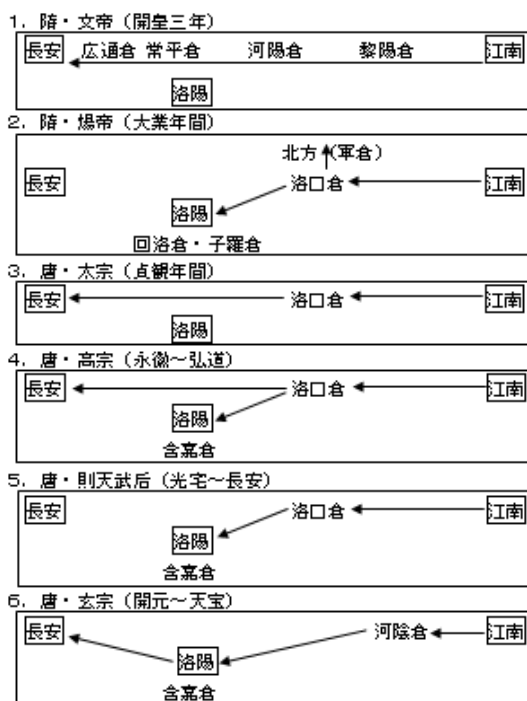 1．隋・文帝（開皇三年）
長安 広通倉 常平倉 河陽倉 黎陽倉 江南
洛陽
2．隋・煬帝（大業年間）
北方（軍倉）
長安 洛口倉 江南
洛陽
回洛倉・子羅倉
3．唐・太宗（貞観年間）
長安 洛口倉 江南
洛陽
4．唐・高宗（永徽～弘道）
長安 洛口倉 江南
洛陽
含嘉倉
5．唐・則天武后（光宅～長安）
長安 洛口倉 江南
洛陽
含嘉倉
6．唐・玄宗（開元～天宝）
長安 河陰倉 江南
洛陽
含嘉倉